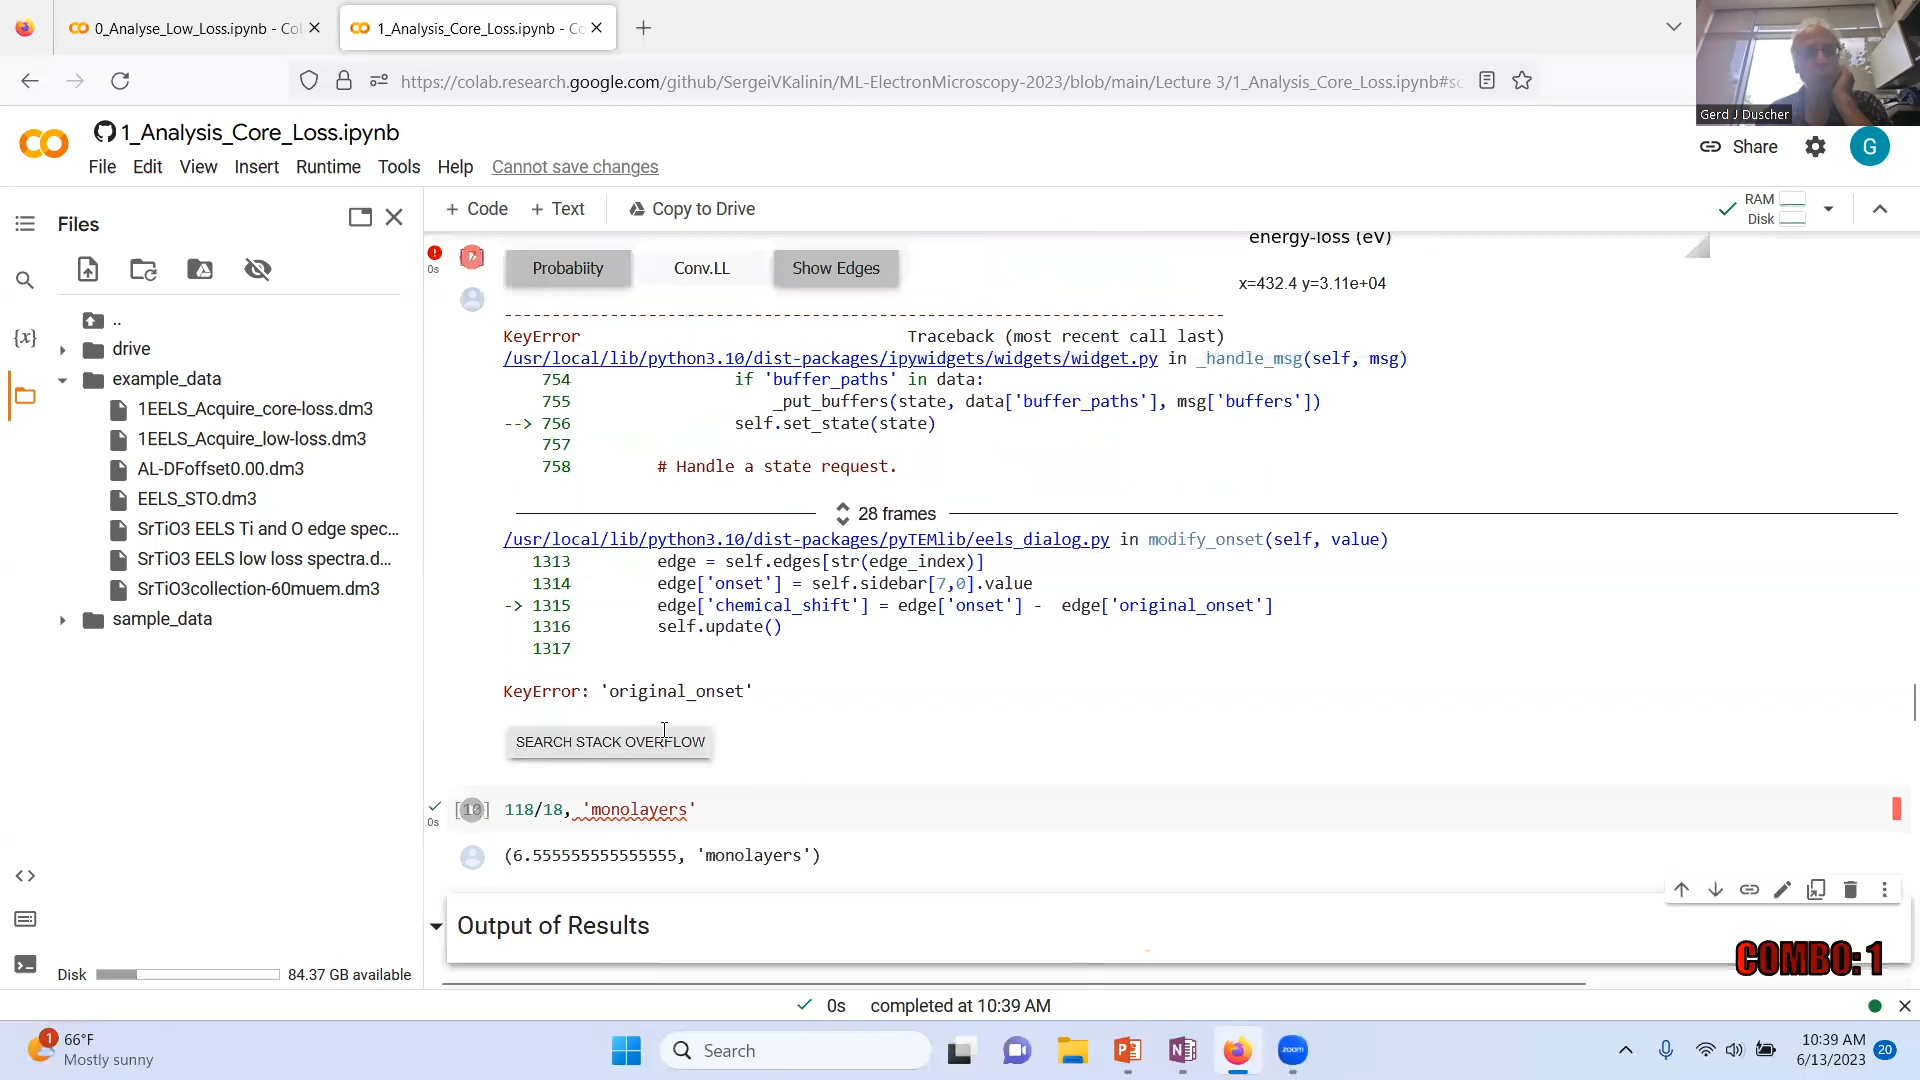 0_Analyse_Low_Loss.ipynb - Col
1_Analysis_Core_Loss.ipynb - Co
https://colab.research.google.com/github/SergeiVKalinin/ML-ElectronMicroscopy-2023/blob/main/Lecture 3/1_Analysis_Core_Loss.ipynb#sc
Gerd J Duscher
1_Analysis_Core_Loss.ipynb
File Edit View Insert Runtime Tools Help Cannot save changes
Share
G
Files
+ Code + Text Copy to Drive
RAM
Disk
..
drive
example_data
1EELS_Acquire_core-loss.dm3
1EELS_Acquire_low-loss.dm3
AL-DFoffset0.00.dm3
EELS_STO.dm3
SrTiO3 EELS Ti and O edge spec...
SrTiO3 EELS low loss spectra.d...
SrTiO3collection-60muem.dm3
sample_data
Disk 84.37 GB available
0s
energy-loss (eV)
Probabiity Conv.LL Show Edges
x=432.4 y=3.11e+04
KeyError Traceback (most recent call last)
/usr/local/lib/python3.10/dist-packages/ipywidgets/widgets/widget.py in _handle_msg(self, msg)
754 if 'buffer_paths' in data:
755 _put_buffers(state, data['buffer_paths'], msg['buffers'])
--> 756 self.set_state(state)
757
758 # Handle a state request.
28 frames
/usr/local/lib/python3.10/dist-packages/pyTEMlib/eels_dialog.py in modify_onset(self, value)
1313 edge = self.edges[str(edge_index)]
1314 edge['onset'] = self.sidebar[7,0].value
-> 1315 edge['chemical_shift'] = edge['onset'] - edge['original_onset']
1316 self.update()
1317
KeyError: 'original_onset'
SEARCH STACK OVERFLOW
0s
[10] 118/18, 'monolayers'
(6.555555555555555, 'monolayers')
Output of Results
COMBO: 1
0s completed at 10:39 AM
1
66°F
Mostly sunny
Search
zoom
10:39 AM
6/13/2023
20